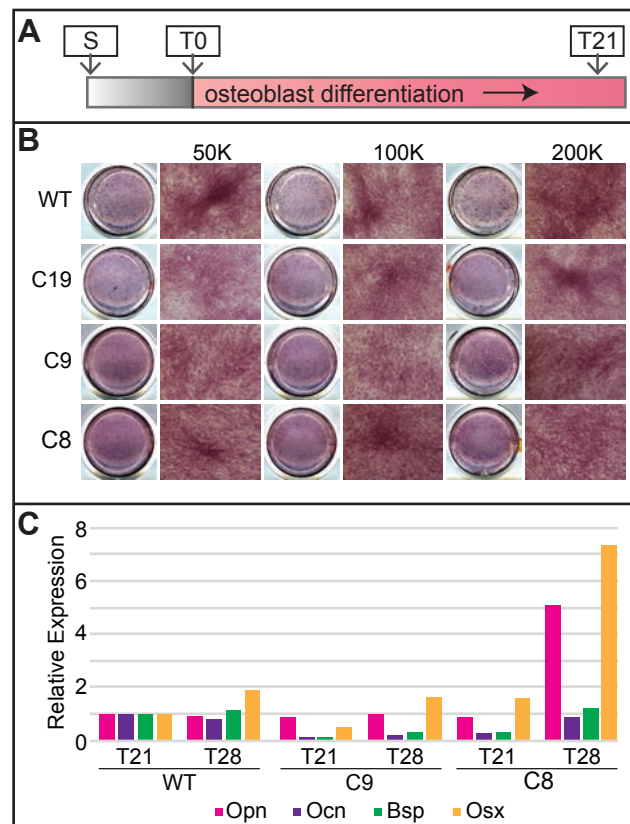 A
S T0 T21
osteoblast differentiation
B
50K 100K 200K
WT
C19
C9
C8
C
Relative Expression
8
6
4
2
0
T21 T28 T21 T28 T21 T28
WT C9 C8
Opn Ocn Bsp Osx